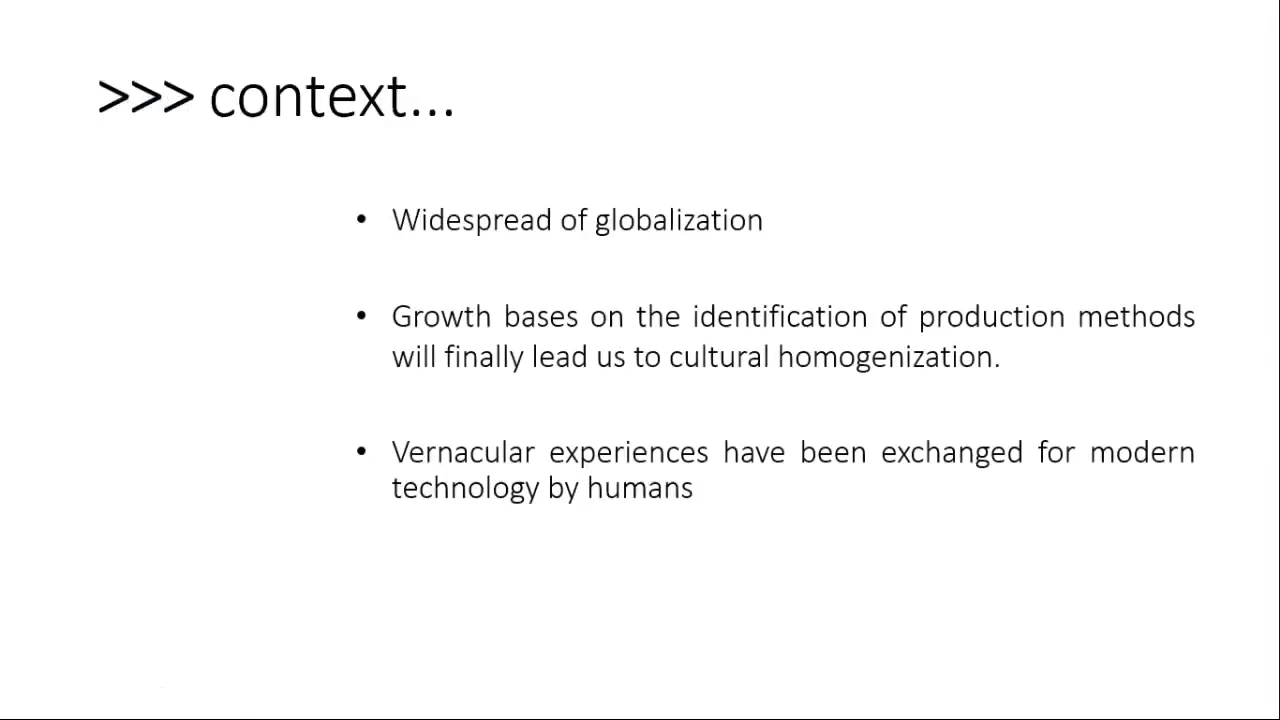 >>> context...
• Widespread of globalization
• Growth bases on the identification of production methods
will finally lead us to cultural homogenization.
• Vernacular experiences have been exchanged for modern
technology by humans